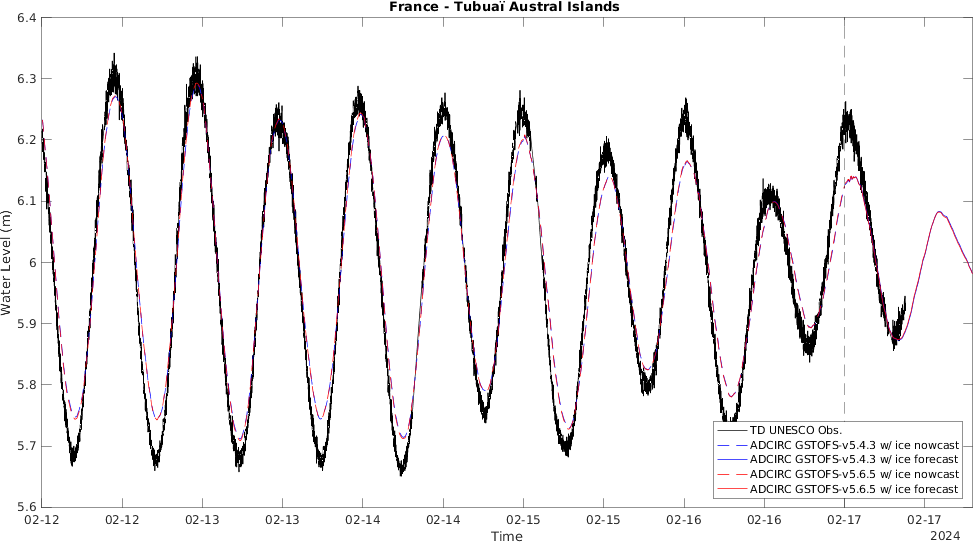 France - Tubuaï Austral Islands
6.4
6.3
6.2
6.1
6
5.9
5.8
5.7
5.6
Water Level (m)
TD UNESCO Obs.
ADCIRC GSTOFS-v5.4.3 w/ ice nowcast
ADCIRC GSTOFS-v5.4.3 w/ ice forecast
ADCIRC GSTOFS-v5.6.5 w/ ice nowcast
ADCIRC GSTOFS-v5.6.5 w/ ice forecast
02-12 02-12 02-13 02-13 02-14 02-14 02-15 02-15 02-16 02-16 02-17 02-17
Time
2024